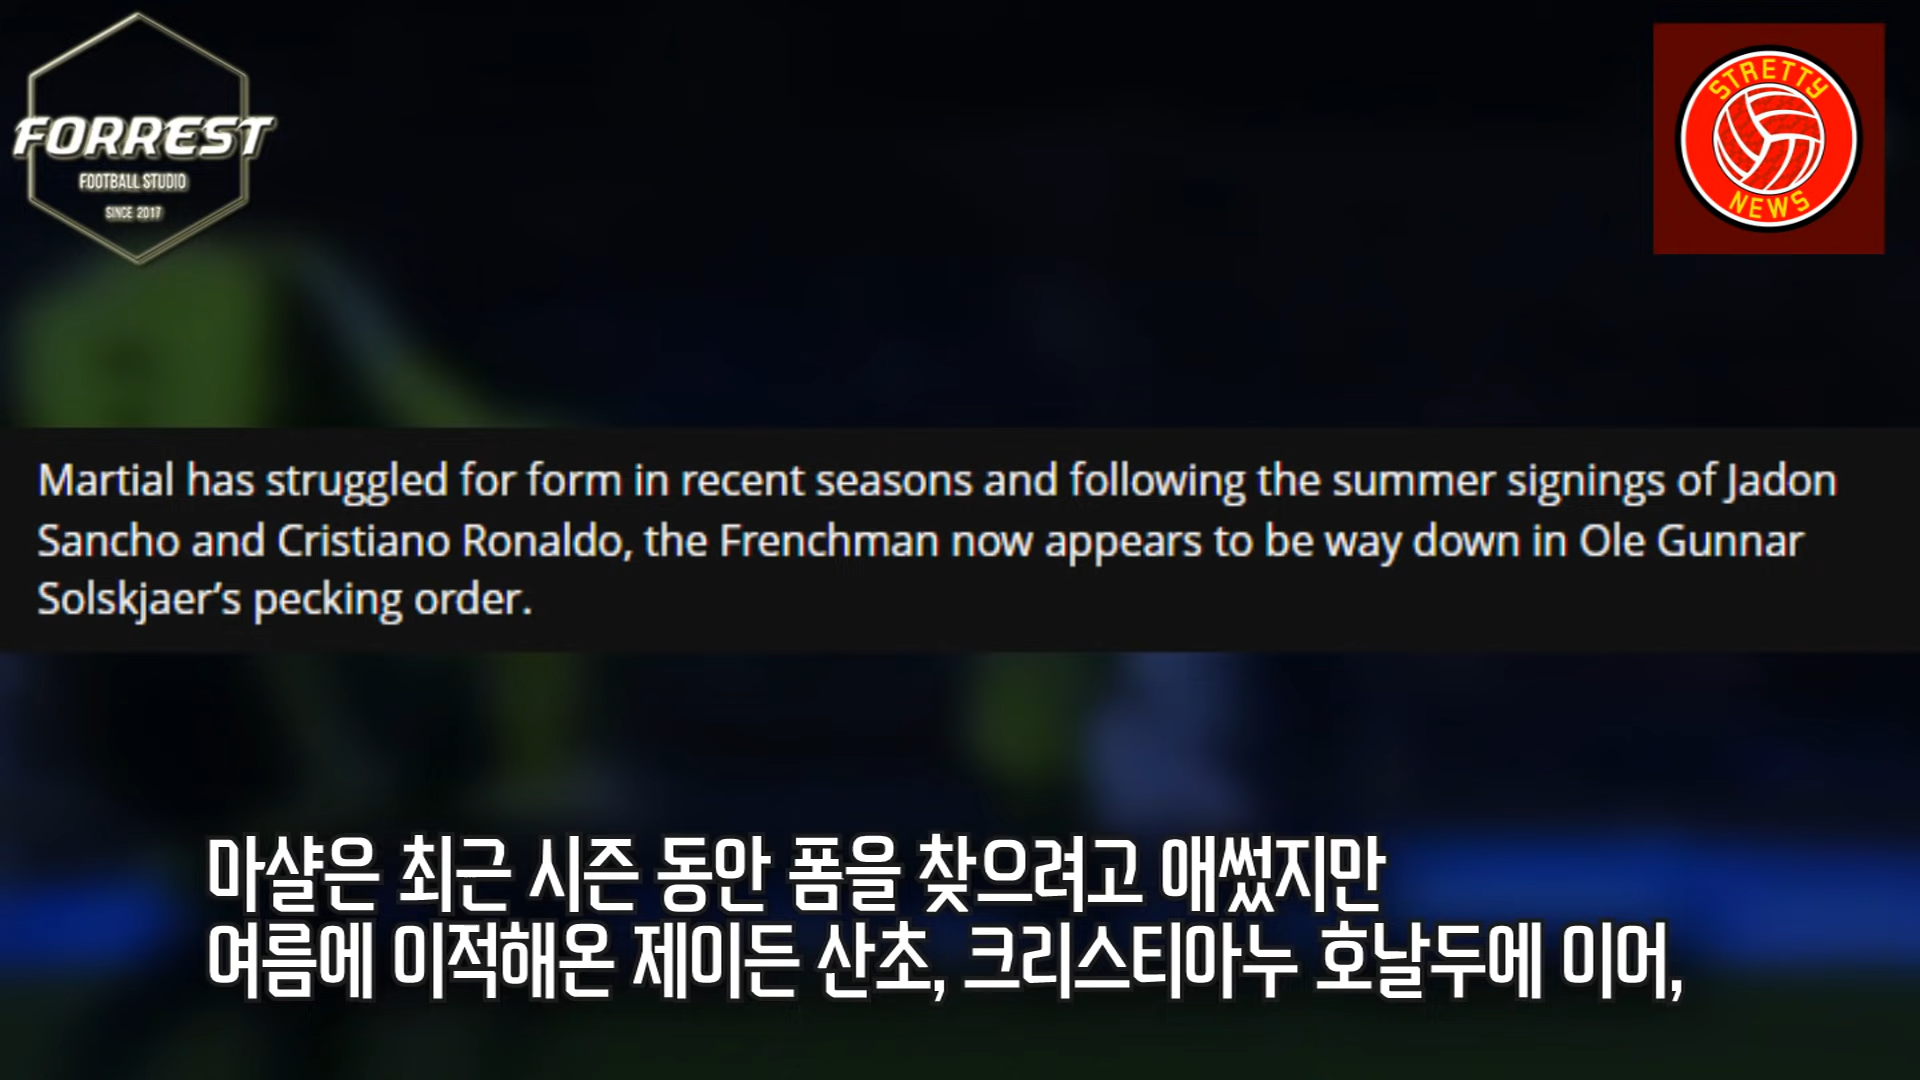 FORREST
FOOTBALL STUDIO
SINCE 2017
STRETTY
NEWS
Martial has struggled for form in recent seasons and following the summer signings of Jadon
Sancho and Cristiano Ronaldo, the Frenchman now appears to be way down in Ole Gunnar
Solskjaer’s pecking order.
마샬은 최근 시즌 동안 폼을 찾으려고 애썼지만
여름에 이적해온 제이든 산초, 크리스티아누 호날두에 이어,